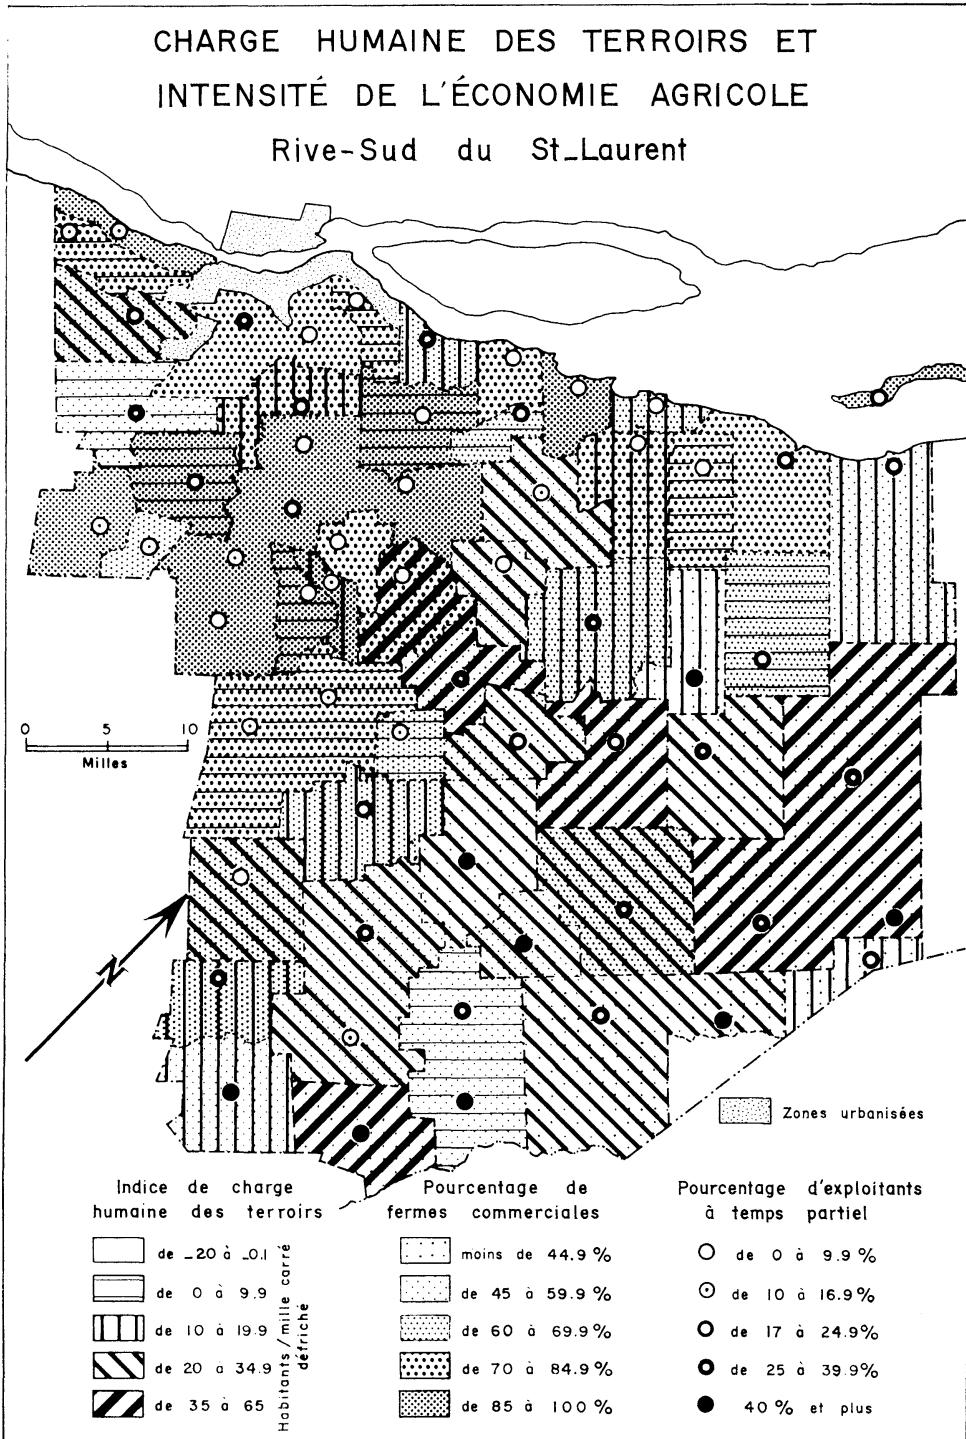 CHARGE HUMAINE DES TERROIRS ET
INTENSITÉ DE L'ÉCONOMIE AGRICOLE
Rive-Sud du St_Laurent
0 5 10
Milles
N
Zones urbanisées
Indice de charge
humaine des terroirs
de _20 à _0.1
de 0 à 9.9
de 10 à 19.9
de 20 à 34.9
de 35 à 65
Habitants / mille carré
défriché
Pourcentage de
fermes commerciales
moins de 44.9 %
de 45 à 59.9 %
de 60 à 69.9 %
de 70 à 84.9 %
de 85 à 100 %
Pourcentage d'exploitants
à temps partiel
de 0 à 9.9 %
de 10 à 16.9 %
de 17 à 24.9 %
de 25 à 39.9 %
40 % et plus